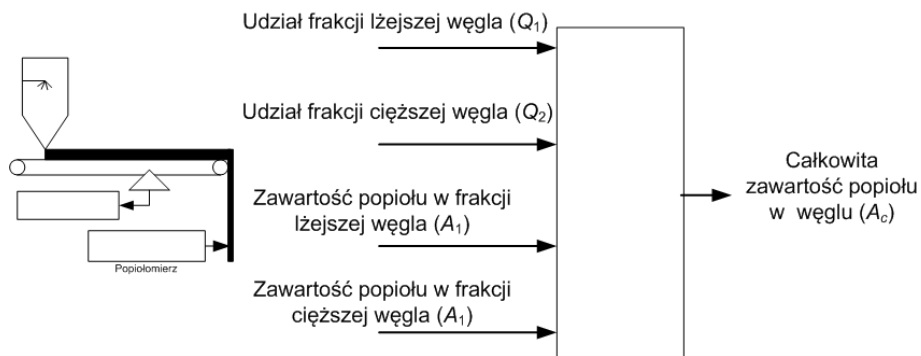 Udział frakcji lżejszej węgla (Q₁)
Udział frakcji cięższej węgla (Q₂)
Zawartość popiołu w frakcji
lżejszej węgla (A₁)
Zawartość popiołu w frakcji
cięższej węgla (A₁)
Całkowita
zawartość popiołu
w węglu (A_c)
Popiołomierz